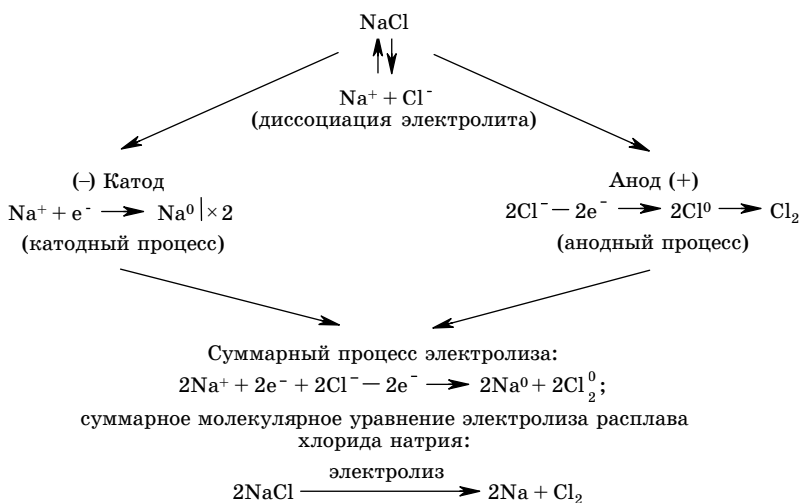 NaCl
Na⁺ + Cl⁻
(диссоциация электролита)
(–) Катод
Na⁺ + e⁻ → Na⁰ | × 2
(катодный процесс)
Анод (+)
2Cl⁻ — 2e⁻ → 2Cl⁰ → Cl₂
(анодный процесс)
Суммарный процесс электролиза:
2Na⁺ + 2e⁻ + 2Cl⁻ — 2e⁻ → 2Na⁰ + 2Cl₂⁰;
суммарное молекулярное уравнение электролиза расплава
хлорида натрия:
электролиз
2NaCl → 2Na + Cl₂